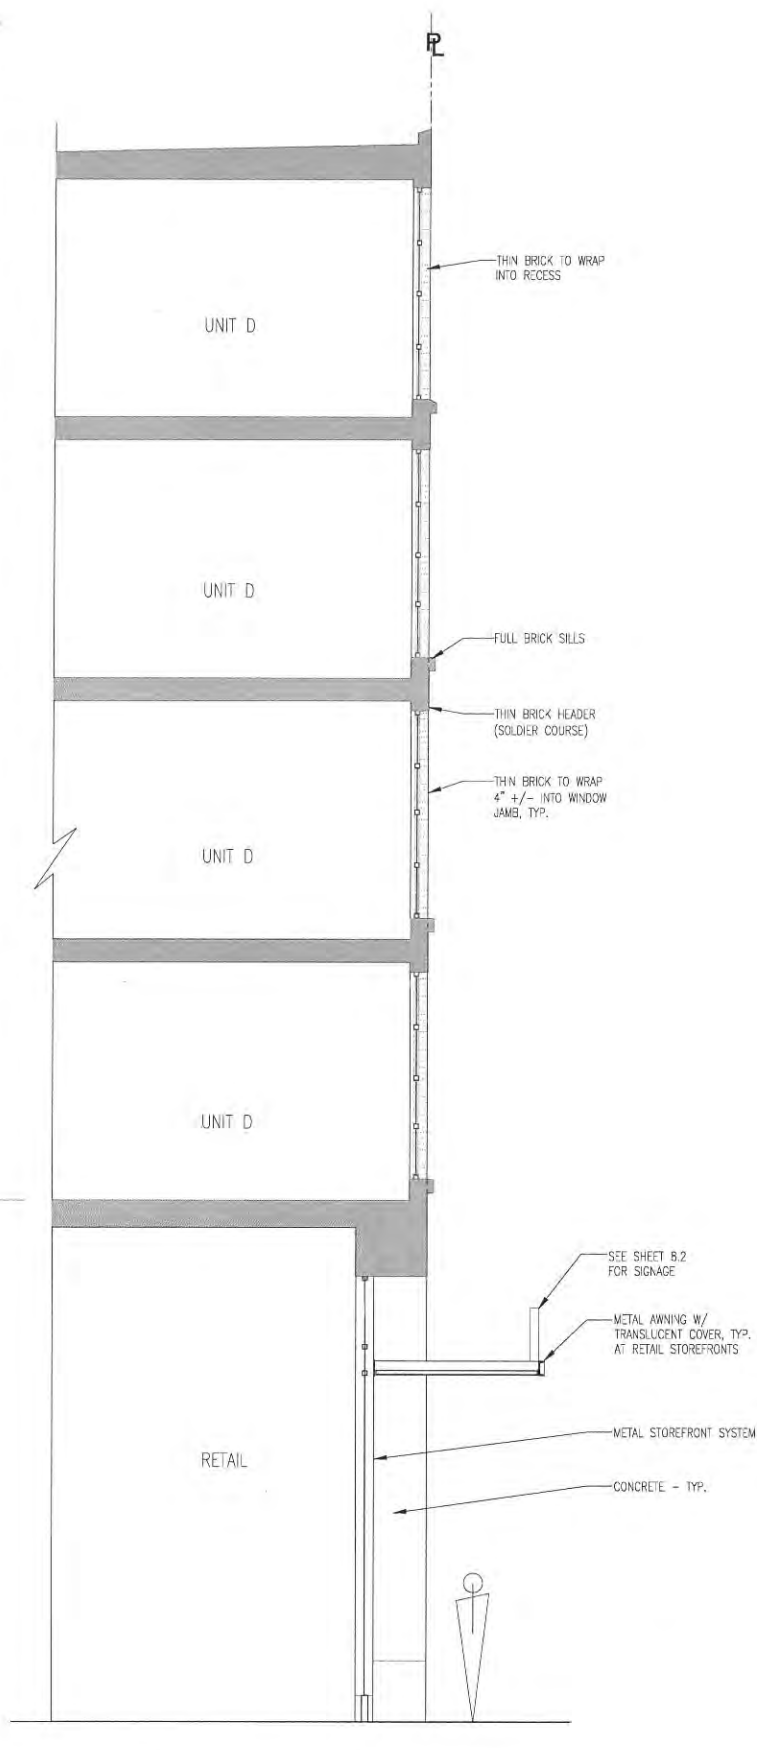 PL
THIN BRICK TO WRAP
INTO RECESS
UNIT D
UNIT D
FULL BRICK SILLS
THIN BRICK HEADER
(SOLDIER COURSE)
THIN BRICK TO WRAP
4" +/- INTO WINDOW
JAMB, TYP.
UNIT D
UNIT D
SEE SHEET 8.2
FOR SIGNAGE
METAL AWNING W/
TRANSLUCENT COVER, TYP.
AT RETAIL STOREFRONTS
METAL STOREFRONT SYSTEM
RETAIL
CONCRETE - TYP.